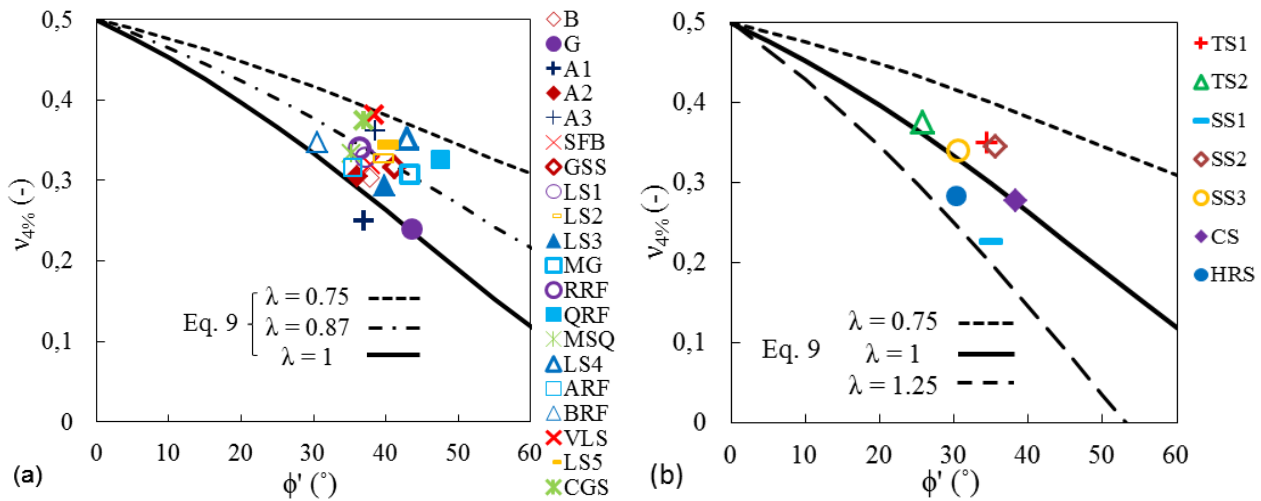 0,5
0,4
0,3
0,2
0,1
0
ν4% (-)
0 10 20 30 40 50 60
ϕ' (°)
(a)
Eq. 9
λ = 0.75
λ = 0.87
λ = 1
B
G
A1
A2
A3
SFB
GSS
LS1
LS2
LS3
MG
RRF
QRF
MSQ
LS4
ARF
BRF
VLS
LS5
CGS
0,5
0,4
0,3
0,2
0,1
0
ν4% (-)
0 10 20 30 40 50 60
ϕ' (°)
(b)
Eq. 9
λ = 0.75
λ = 1
λ = 1.25
TS1
TS2
SS1
SS2
SS3
CS
HRS